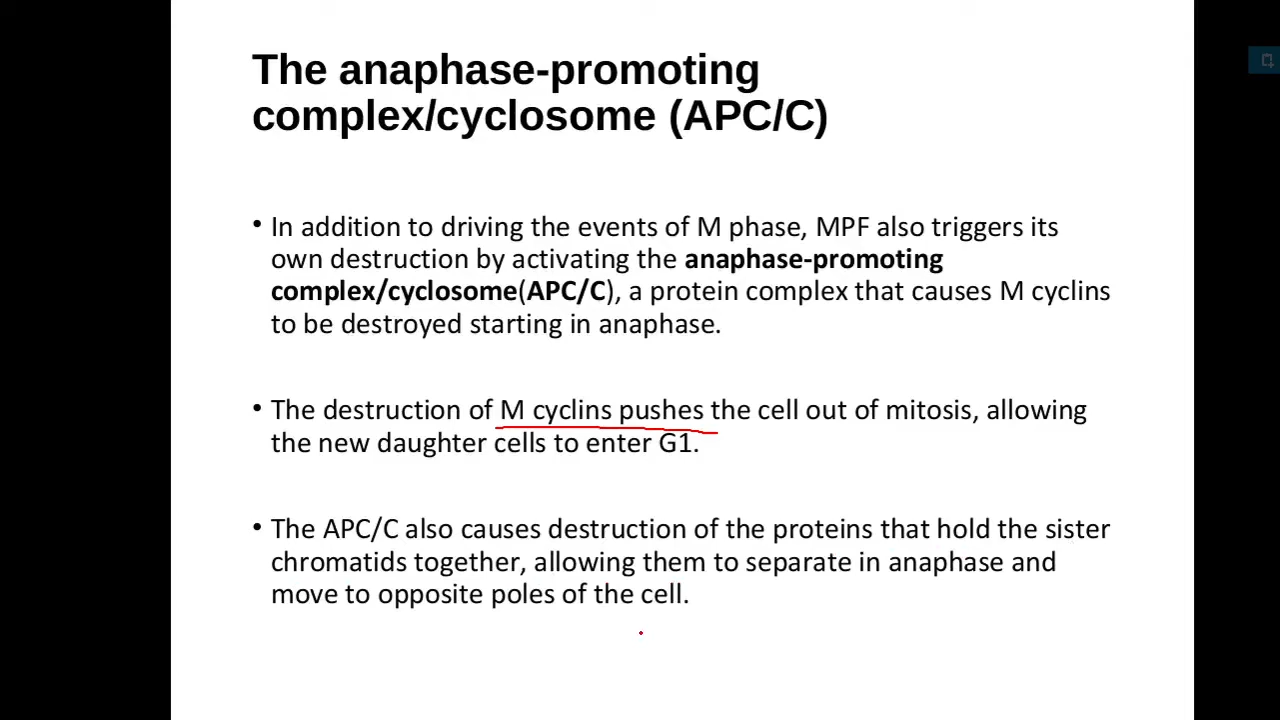 The anaphase-promoting
complex/cyclosome (APC/C)
• In addition to driving the events of M phase, MPF also triggers its
own destruction by activating the anaphase-promoting
complex/cyclosome(APC/C), a protein complex that causes M cyclins
to be destroyed starting in anaphase.
• The destruction of M cyclins pushes the cell out of mitosis, allowing
the new daughter cells to enter G1.
• The APC/C also causes destruction of the proteins that hold the sister
chromatids together, allowing them to separate in anaphase and
move to opposite poles of the cell.